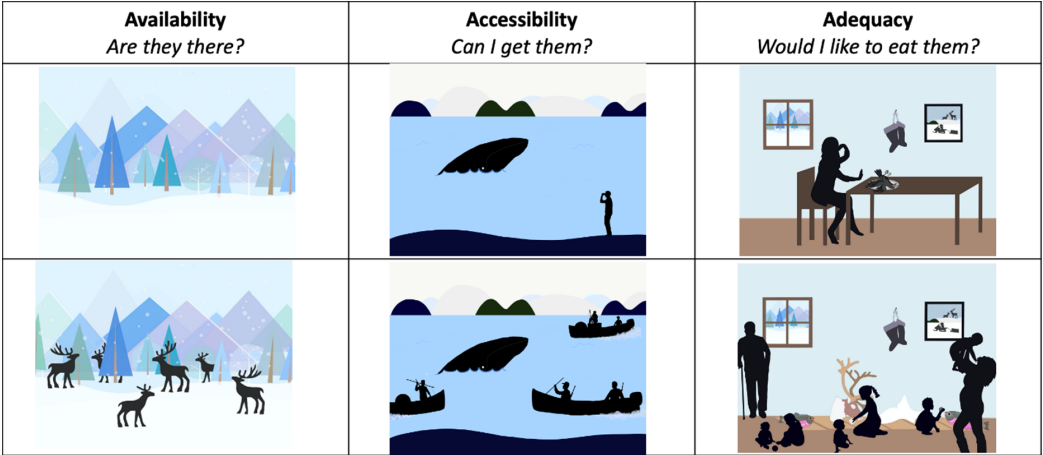 Availability
Are they there?
Accessibility
Can I get them?
Adequacy
Would I like to eat them?